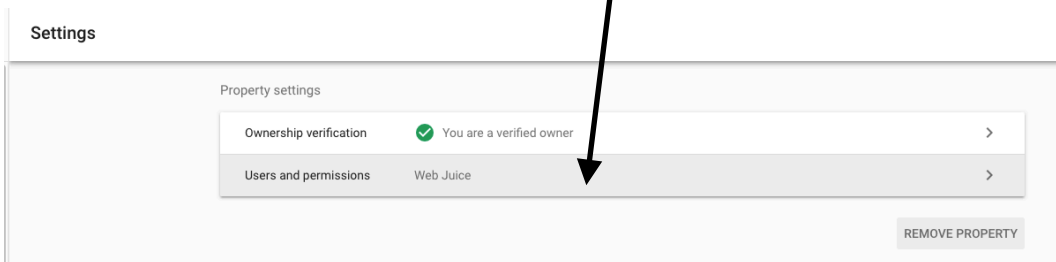 Settings
Property settings
Ownership verification You are a verified owner
Users and permissions Web Juice
REMOVE PROPERTY